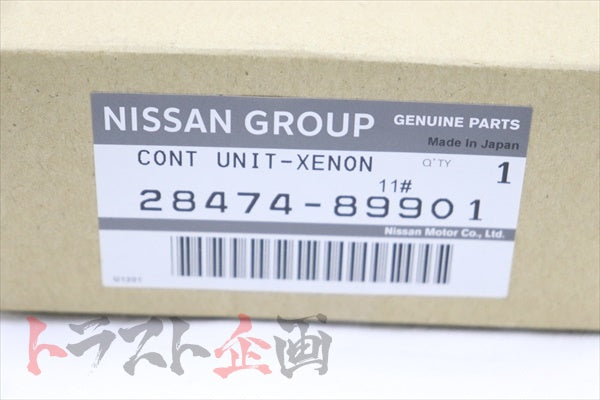 NISSAN GROUP GENUINE PARTS
Made in Japan
CONT UNIT-XENON Q'TY 1
11#
28474-89901
Nissan Motor Co., Ltd.
U1201
トラスト企画